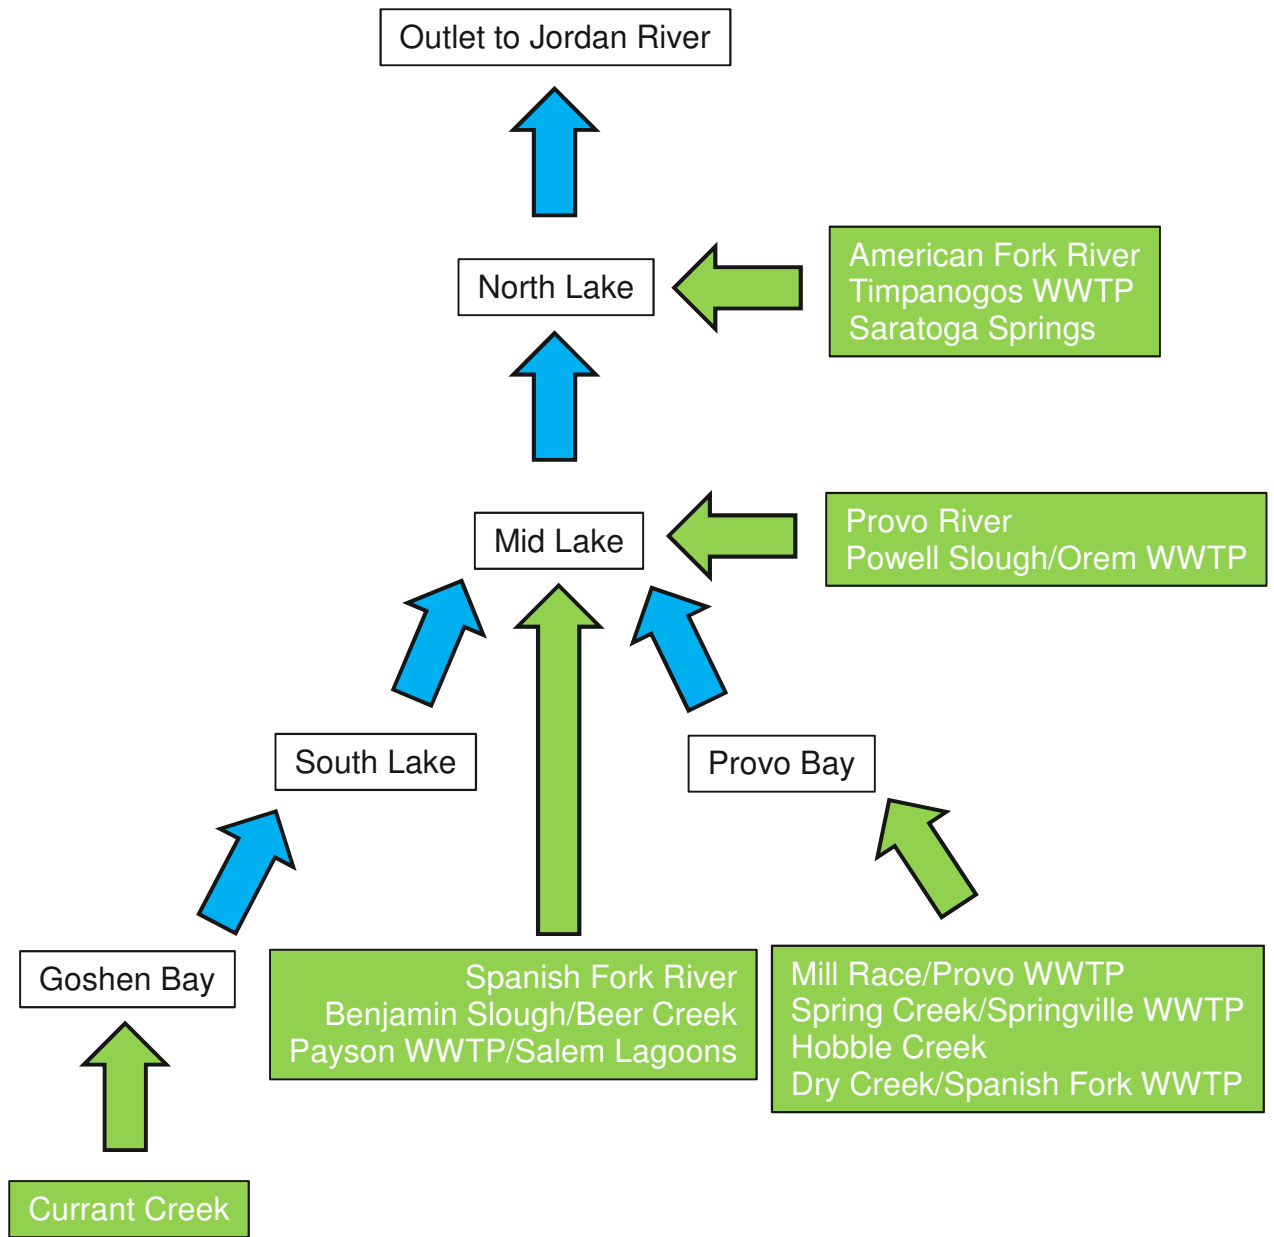 Outlet to Jordan River
North Lake
American Fork River
Timpanogos WWTP
Saratoga Springs
Mid Lake
Provo River
Powell Slough/Orem WWTP
South Lake
Provo Bay
Goshen Bay
Spanish Fork River
Benjamin Slough/Beer Creek
Payson WWTP/Salem Lagoons
Mill Race/Provo WWTP
Spring Creek/Springville WWTP
Hobble Creek
Dry Creek/Spanish Fork WWTP
Currant Creek